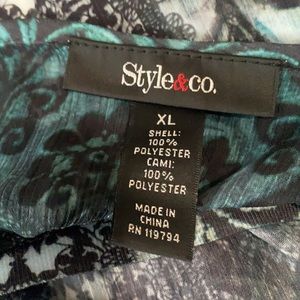 Style&co.
XL
SHELL:
100%
POLYESTER
CAMI:
100%
POLYESTER
MADE IN
CHINA
RN 119794